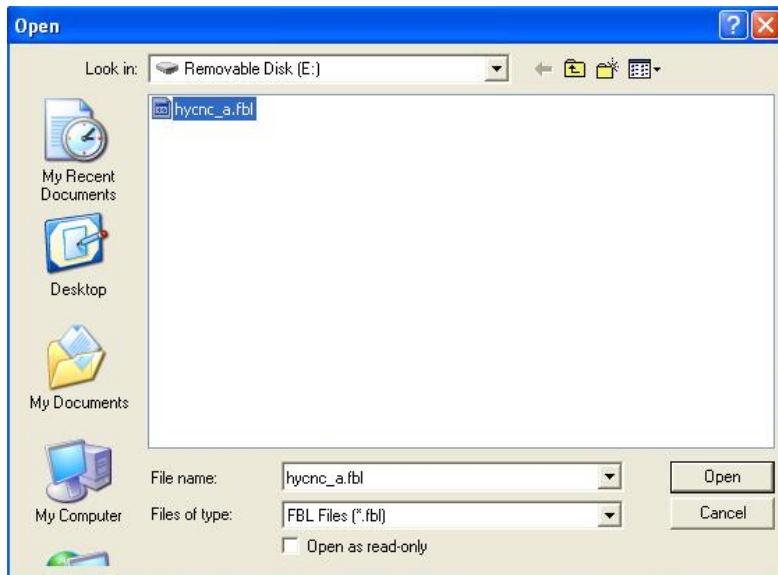 Open
Look in: Removable Disk (E:)
hycnc_a.fbl
My Recent
Documents
Desktop
My Documents
My Computer
File name: hycnc_a.fbl Open
Files of type: FBL Files (*.fbl) Cancel
Open as read-only